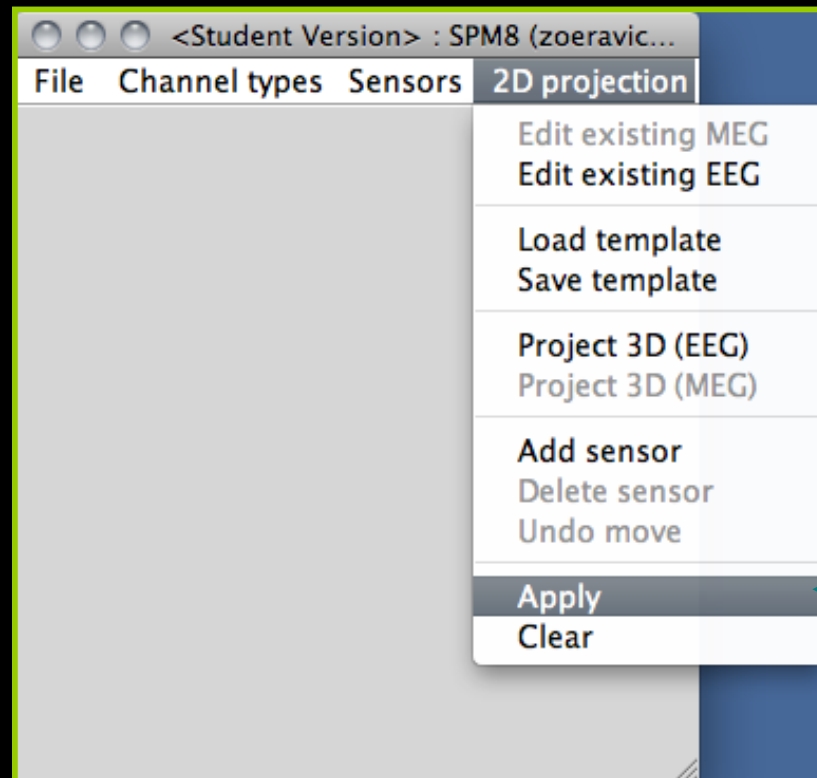 <Student Version> : SPM8 (zoeravic...
File Channel types Sensors 2D projection
Edit existing MEG
Edit existing EEG
Load template
Save template
Project 3D (EEG)
Project 3D (MEG)
Add sensor
Delete sensor
Undo move
Apply
Clear